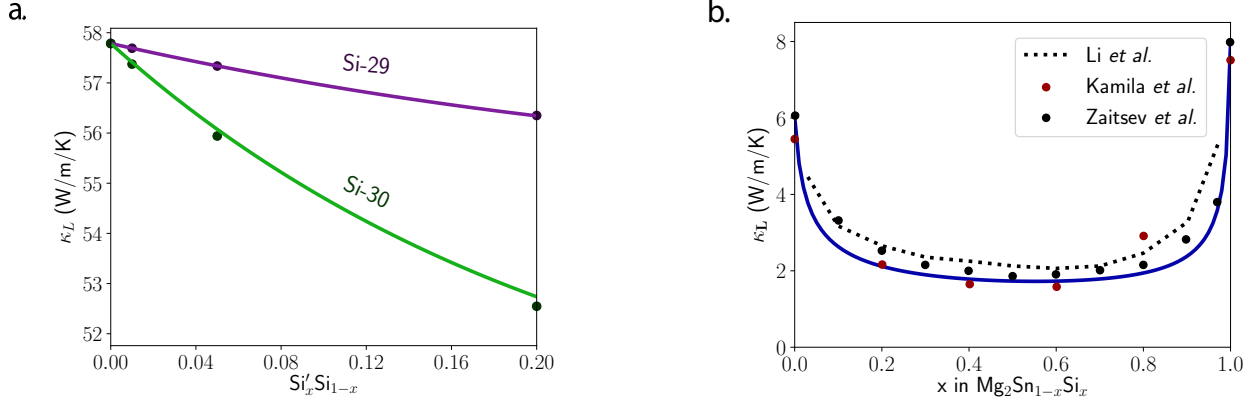 a.
58
57
56
55
54
53
52
κ_L (W/m/K)
Si-29
Si-30
0.00
0.04
0.08
0.12
0.16
0.20
Si′ₓSi₁₋ₓ
b.
8
6
4
2
0
κ_L (W/m/K)
Li et al.
Kamila et al.
Zaitsev et al.
0.0
0.2
0.4
0.6
0.8
1.0
x in Mg₂Sn₁₋ₓSiₓ